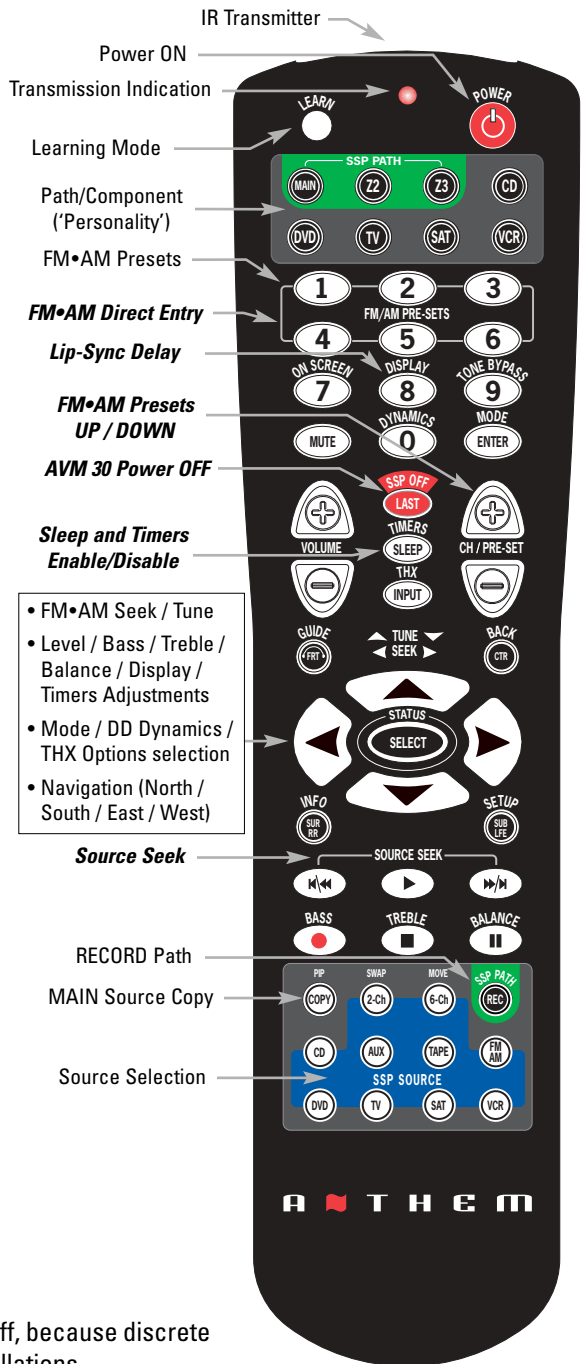 IR Transmitter
Power ON
Transmission Indication
LEARN
POWER
Learning Mode
SSP PATH
MAIN
Z2
Z3
CD
Path/Component
('Personality')
DVD
TV
SAT
VCR
FM•AM Presets
1
2
3
FM•AM Direct Entry
FM/AM PRE-SETS
4
5
6
Lip-Sync Delay
ON SCREEN
DISPLAY
TONE BYPASS
7
8
9
FM•AM Presets
UP / DOWN
DYNAMICS
MODE
MUTE
0
ENTER
AVM 30 Power OFF
SSP OFF
LAST
TIMERS
Sleep and Timers
Enable/Disable
VOLUME
SLEEP
CH / PRE-SET
THX
INPUT
• FM•AM Seek / Tune
• Level / Bass / Treble /
Balance / Display /
Timers Adjustments
• Mode / DD Dynamics /
THX Options selection
• Navigation (North /
South / East / West)
GUIDE
FRT
TUNE
SEEK
BACK
CTR
STATUS
SELECT
INFO
SUR
RR
SETUP
SUB
LFE
Source Seek
SOURCE SEEK
BASS
TREBLE
BALANCE
RECORD Path
PIP
SWAP
MOVE
SSP PATH
MAIN Source Copy
COPY
2-Ch
6-Ch
REC
CD
AUX
TAPE
FM
AM
Source Selection
SSP SOURCE
DVD
TV
SAT
VCR
ANTHEM
ff, because discrete